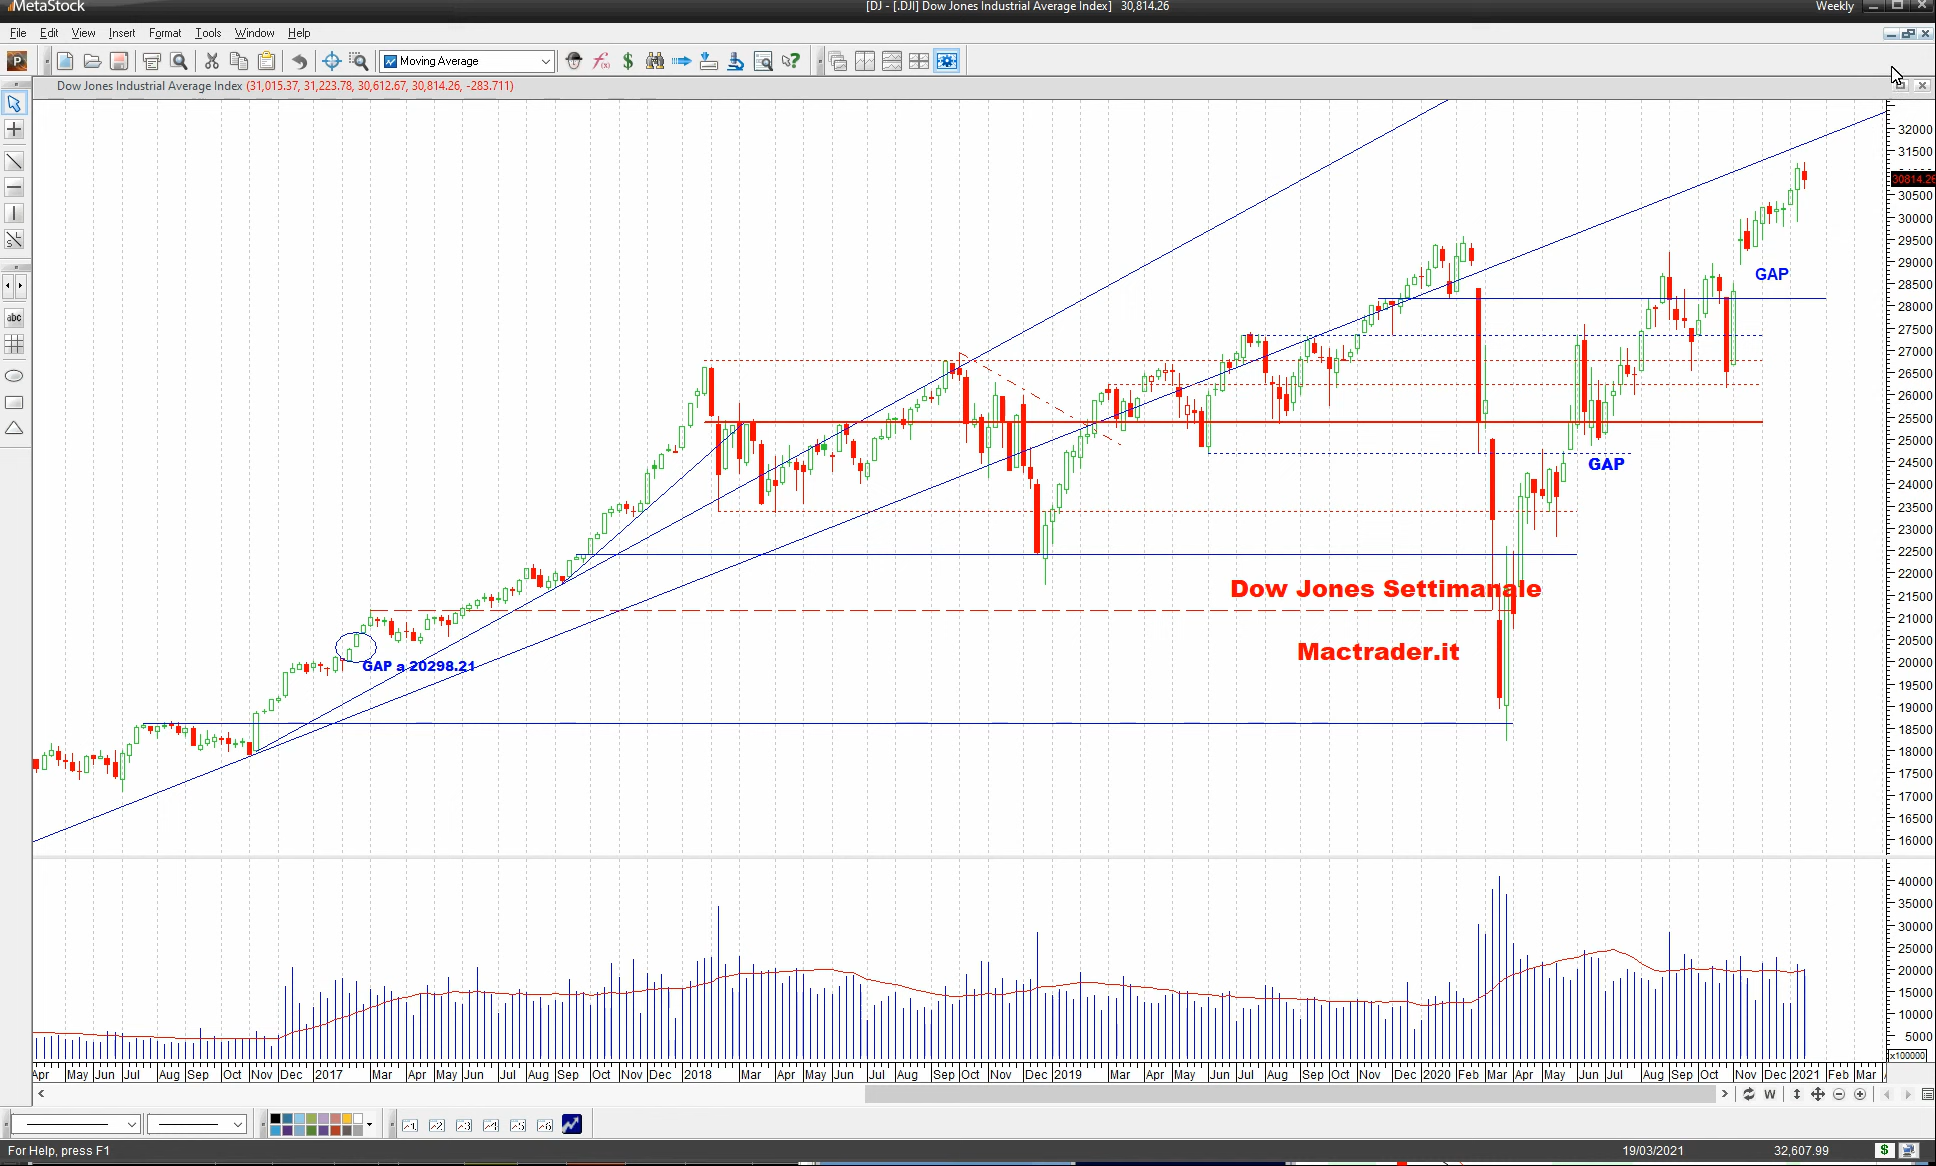 MetaStock
[DJ - [.DJI] Dow Jones Industrial Average Index] 30,814.26
Weekly
File Edit View Insert Format Tools Window Help
Moving Average
Dow Jones Industrial Average Index (31,015.37, 31,223.78, 30,612.67, 30,814.26, -283.711)
32000
31500
30814.26
30500
30000
29500
29000
28500
28000
27500
27000
26500
26000
25500
25000
24500
24000
23500
23000
22500
22000
21500
21000
20500
20000
19500
19000
18500
18000
17500
17000
16500
16000
GAP
GAP
Dow Jones Settimanale
Mactrader.it
GAP a 20298.21
abc
40000
35000
30000
25000
20000
15000
10000
5000
x100000
Apr May Jun Jul Aug Sep Oct Nov Dec 2017 Mar Apr May Jun Jul Aug Sep Oct Nov Dec 2018 Mar Apr May Jun Jul Aug Sep Oct Nov Dec 2019 Mar Apr May Jun Jul Aug Sep Oct Nov Dec 2020 Feb Mar Apr May Jun Jul Aug Sep Oct Nov Dec 2021 Feb Mar
W
For Help, press F1
19/03/2021 32,607.99